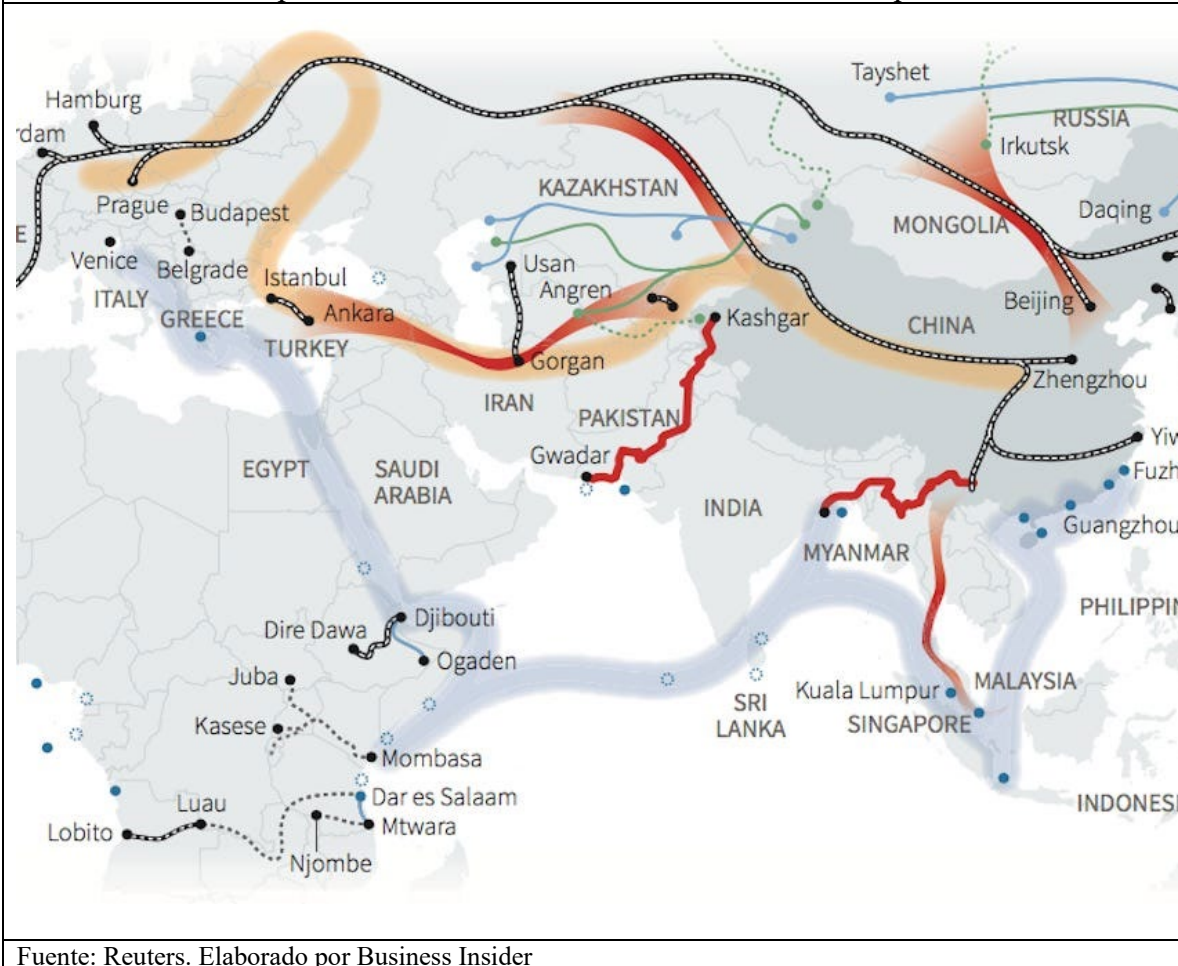 Tayshet
Hamburg
rdam
RUSSIA
Irkutsk
KAZAKHSTAN
Prague
Budapest
MONGOLIA
Daqing
E
Venice
Belgrade
Usan
Istanbul
Angren
ITALY
Beijing
GREECE
Ankara
Kashgar
CHINA
TURKEY
Gorgan
Zhengzhou
IRAN
PAKISTAN
Yiw
Gwadar
EGYPT
SAUDI
ARABIA
Fuzh
INDIA
Guangzhou
MYANMAR
PHILIPPIN
Djibouti
Dire Dawa
Ogaden
Juba
Kuala Lumpur
MALAYSIA
SRI
LANKA
SINGAPORE
Kasese
Mombasa
Dar es Salaam
Luau
INDONESI
Mtwara
Lobito
Njombe
Fuente: Reuters. Elaborado por Business Insider